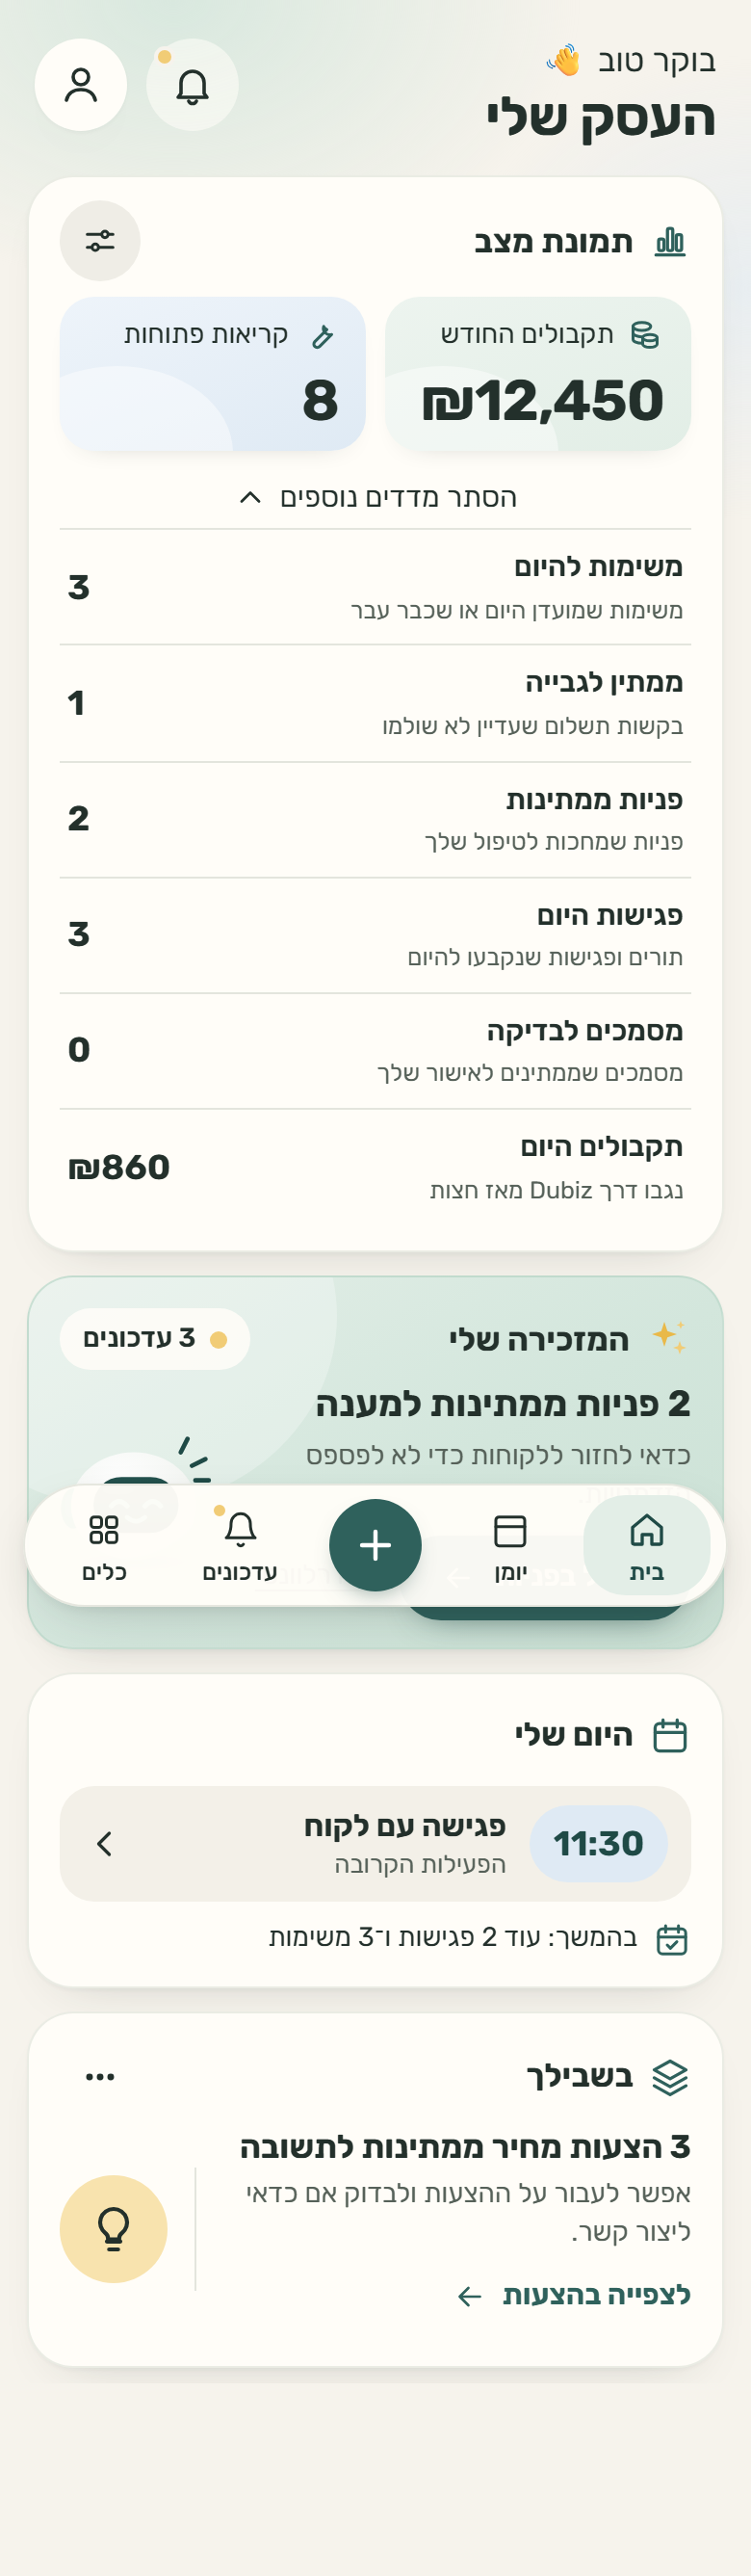 בוקר טוב 👋
העסק שלי
תמונת מצב
תקבולים החודש
₪12,450
קריאות פתוחות
8
הסתר מדדים נוספים
משימות להיום
משימות שמועדן היום או שכבר עבר
3
ממתין לגבייה
בקשות תשלום שעדיין לא שולמו
1
פניות ממתינות
פניות שמחכות לטיפול שלך
2
פגישות היום
תורים ופגישות שנקבעו להיום
3
מסמכים לבדיקה
מסמכים שממתינים לאישור שלך
0
תקבולים היום
נגבו דרך Dubiz מאז חצות
₪860
המזכירה שלי
3 עדכונים
2 פניות ממתינות למענה
כדאי לחזור ללקוחות כדי לא לפספס
בית
יומן
עדכונים
כלים
היום שלי
11:30
פגישה עם לקוח
הפעילות הקרובה
בהמשך: עוד 2 פגישות ו־3 משימות
בשבילך
3 הצעות מחיר ממתינות לתשובה
אפשר לעבור על ההצעות ולבדוק אם כדאי
ליצור קשר.
לצפייה בהצעות